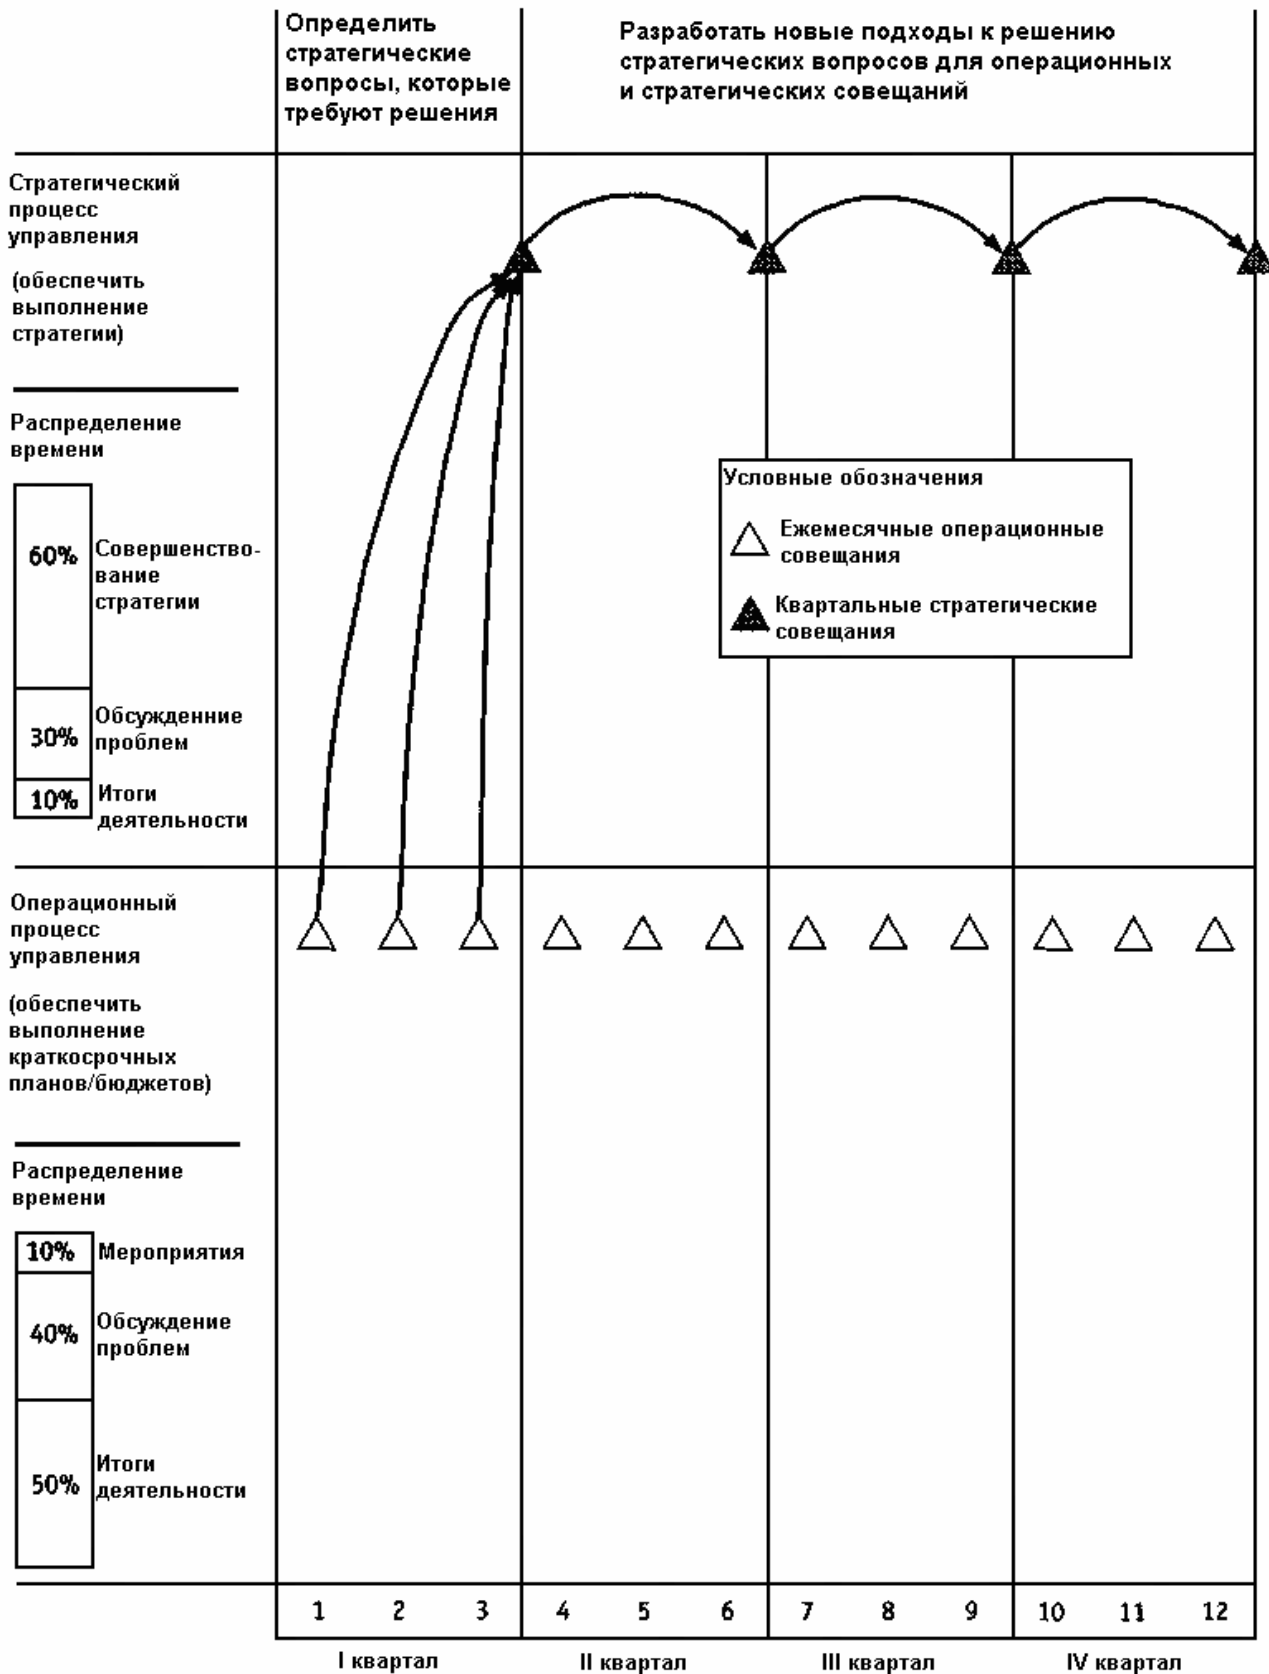 Определить
стратегические
вопросы, которые
требуют решения
Разработать новые подходы к решению
стратегических вопросов для операционных
и стратегических совещаний
Стратегический
процесс
управления
(обеспечить
выполнение
стратегии)
Распределение
времени
60%
Совершенство-
вание
стратегии
30%
Обсужденние
проблем
10%
Итоги
деятельности
Условные обозначения
Ежемесячные операционные
совещания
Квартальные стратегические
совещания
Операционный
процесс
управления
(обеспечить
выполнение
краткосрочных
планов/бюджетов)
Распределение
времени
10% Мероприятия
40%
Обсуждение
проблем
50%
Итоги
деятельности
1 2 3 4 5 6 7 8 9 10 11 12
I квартал II квартал III квартал IV квартал